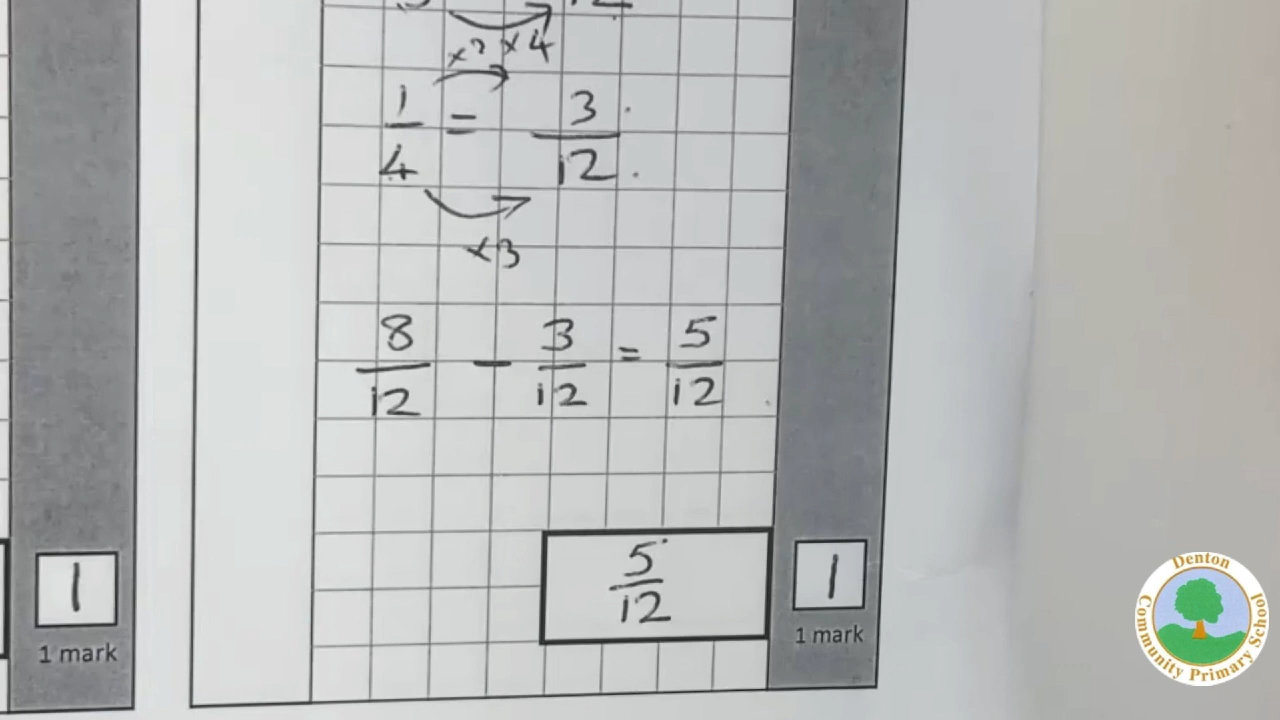 ×4
×3
1/4 = 3/12
×3
8/12 - 3/12 = 5/12
5/12
1
1 mark
1
1 mark
Denton
Community Primary School